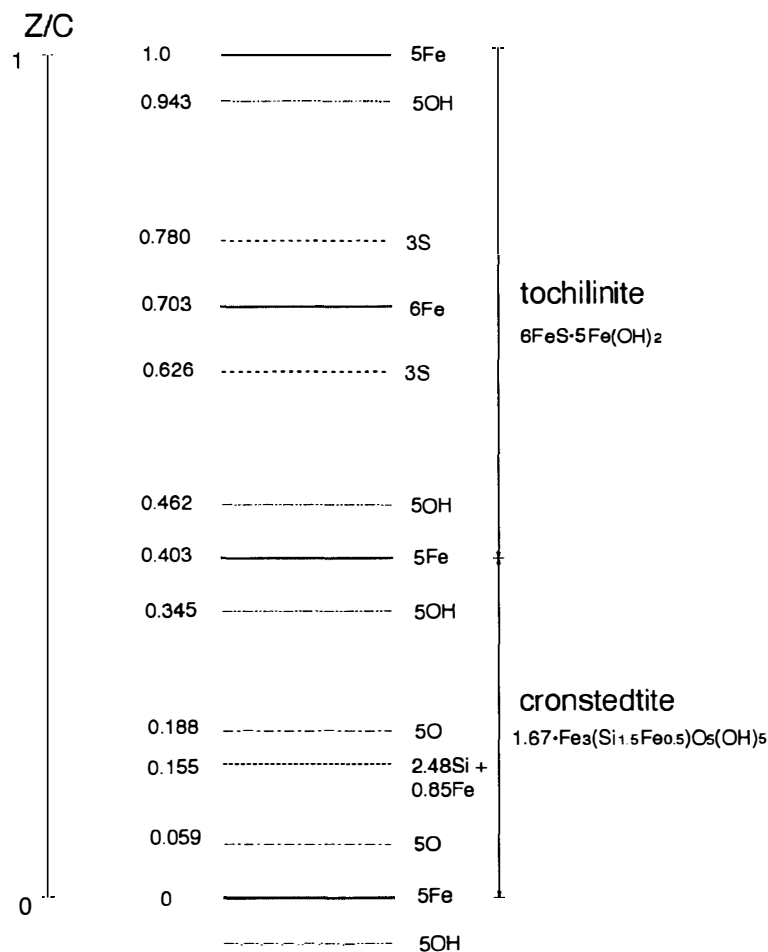 Z/C
1 1.0 5Fe
0.943 5OH
0.780 3S
tochilinite
0.703 6Fe
6FeS·5Fe(OH)2
0.626 3S
0.462 5OH
0.403 5Fe
0.345 5OH
cronstedtite
0.188 5O
1.67·Fe3(Si1.5Fe0.5)O5(OH)5
0.155 2.48Si +
0.85Fe
0.059 5O
0 0 5Fe
5OH